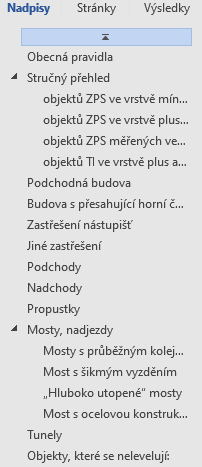 Nadpisy Stránky Výsledky
Obecná pravidla
Stručný přehled
objektů ZPS ve vrstvě mín...
objektů ZPS ve vrstvě plus...
objektů ZPS měřených ve...
objektů TI ve vrstvě plus a...
Podchodná budova
Budova s přesahující horní č...
Zastřešení nástupišť
Jiné zastřešení
Podchody
Nadchody
Propustky
Mosty, nadjezdy
Mosty s průběžným kolej...
Most s šikmým vyzděním
„Hluboko utopené“ mosty
Most s ocelovou konstruk...
Tunely
Objekty, které se nelevelují: